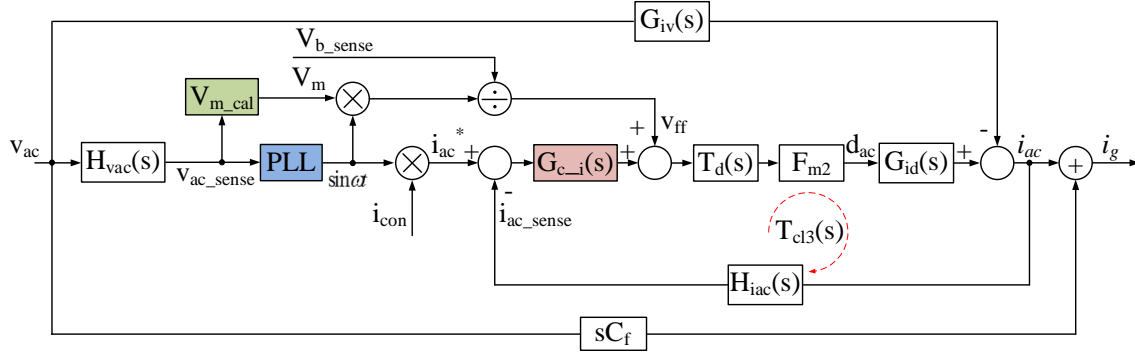 G_iv(s)
V_b_sense
V_m
V_m_cal
×
÷
v_ff
v_ac
H_vac(s)
v_ac_sense
PLL
sinωt
×
i_con
i_ac*
+
-
i_ac_sense
G_c_i(s)
+
+
T_d(s)
F_m2
d_ac
G_id(s)
+
-
i_ac
+
i_g
T_cl3(s)
H_iac(s)
sC_f